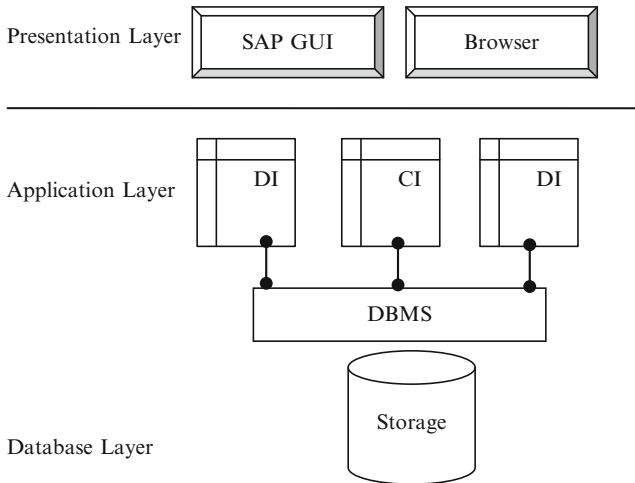 Presentation Layer
SAP GUI
Browser
Application Layer
DI
CI
DI
DBMS
Storage
Database Layer